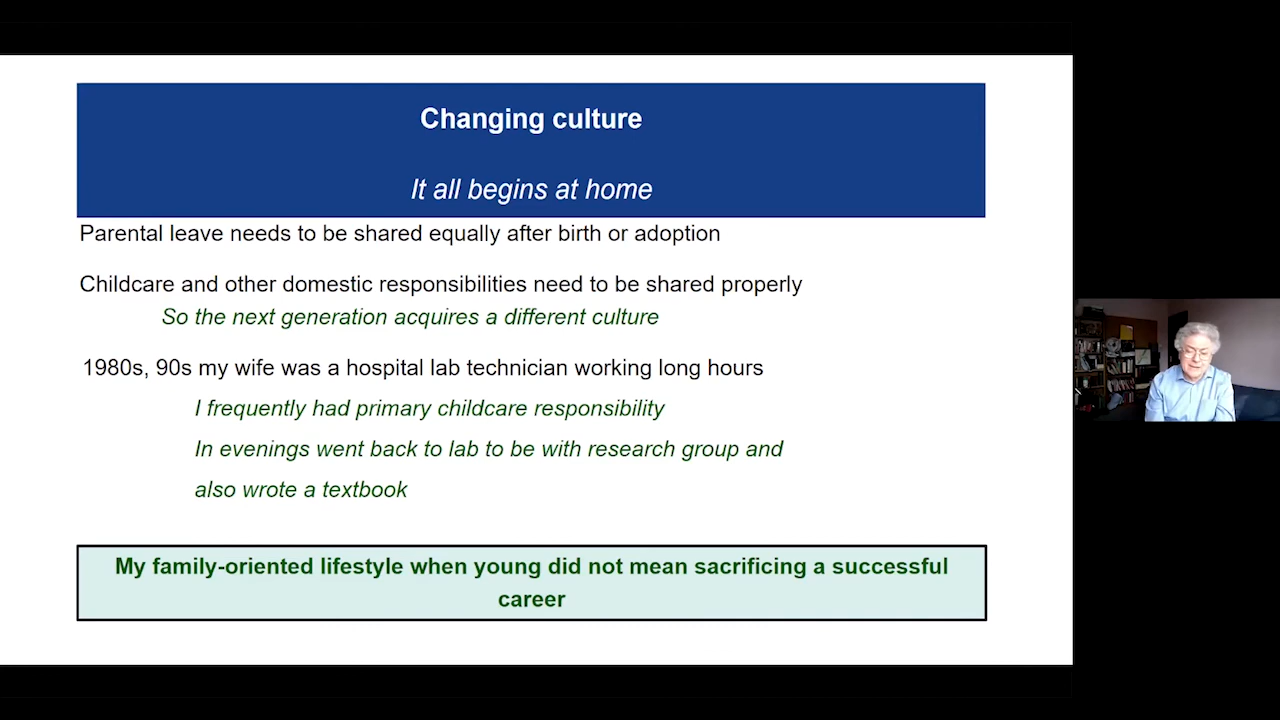 Changing culture
It all begins at home
Parental leave needs to be shared equally after birth or adoption
Childcare and other domestic responsibilities need to be shared properly
So the next generation acquires a different culture
1980s, 90s my wife was a hospital lab technician working long hours
I frequently had primary childcare responsibility
In evenings went back to lab to be with research group and
also wrote a textbook
My family-oriented lifestyle when young did not mean sacrificing a successful
career